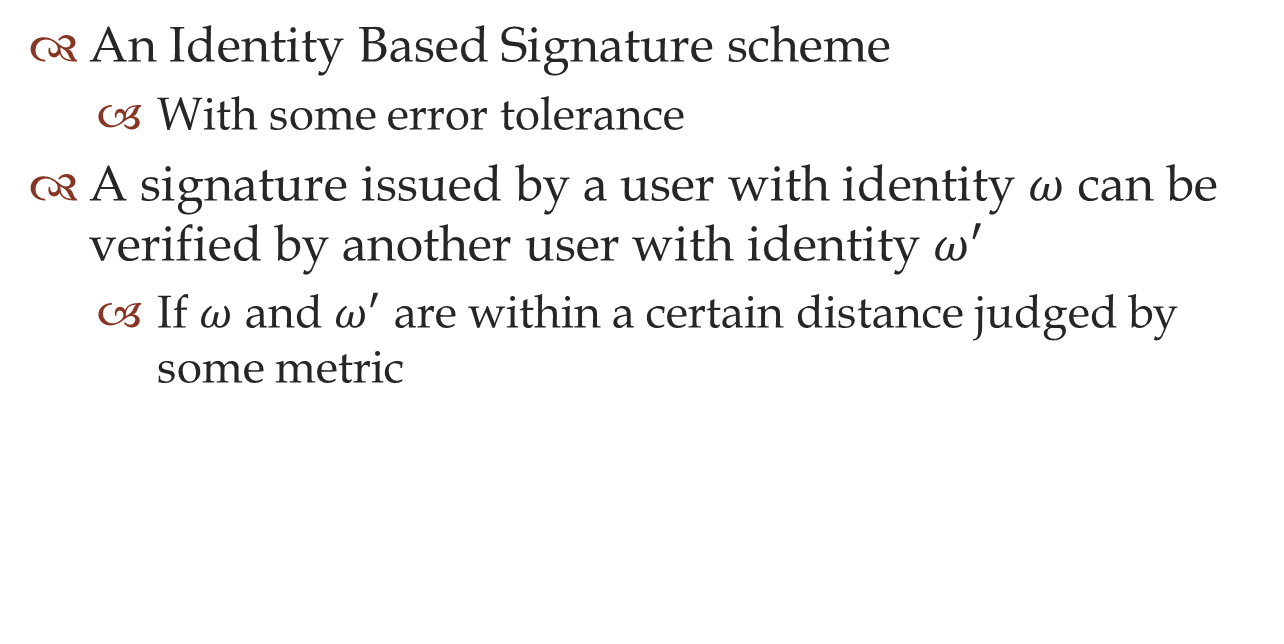 An Identity Based Signature scheme
With some error tolerance
A signature issued by a user with identity ω can be
verified by another user with identity ω′
If ω and ω′ are within a certain distance judged by
some metric